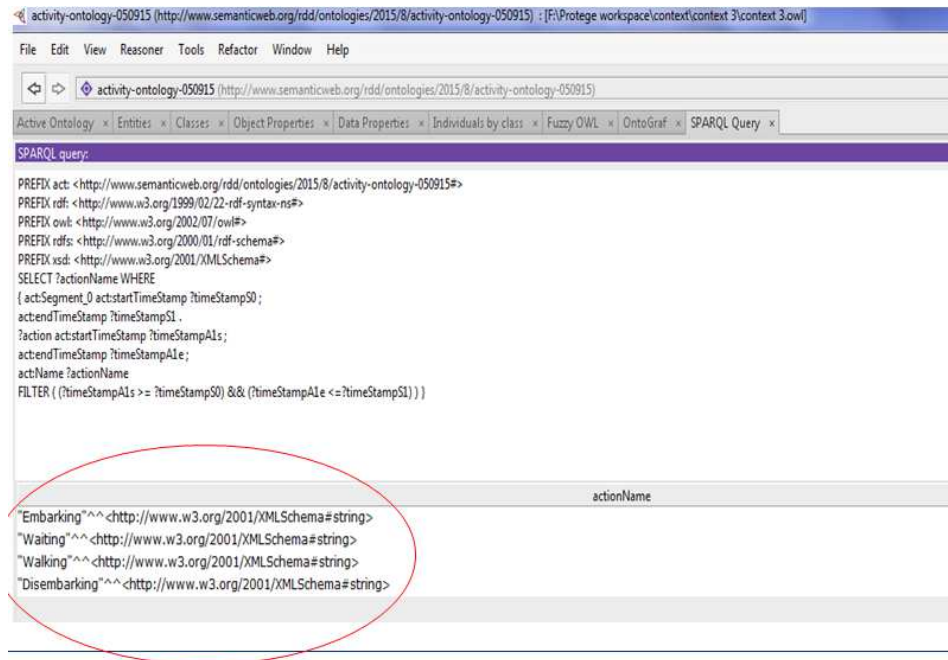 activity-ontology-050915 (http://www.semanticweb.org/rdd/ontologies/2015/8/activity-ontology-050915) : [F:\Protege workspace\context\context 3\context 3.owl]
File Edit View Reasoner Tools Refactor Window Help
activity-ontology-050915 (http://www.semanticweb.org/rdd/ontologies/2015/8/activity-ontology-050915)
Active Ontology × Entities × Classes × Object Properties × Data Properties × Individuals by class × Fuzzy OWL × OntoGraf × SPARQL Query ×
SPARQL query:
PREFIX act: <http://www.semanticweb.org/rdd/ontologies/2015/8/activity-ontology-050915#>
PREFIX rdf: <http://www.w3.org/1999/02/22-rdf-syntax-ns#>
PREFIX owl: <http://www.w3.org/2002/07/owl#>
PREFIX rdfs: <http://www.w3.org/2000/01/rdf-schema#>
PREFIX xsd: <http://www.w3.org/2001/XMLSchema#>
SELECT ?actionName WHERE
{ act:Segment_0 act:startTimeStamp ?timeStampS0 ;
act:endTimeStamp ?timeStampS1 .
?action act:startTimeStamp ?timeStampA1s ;
act:endTimeStamp ?timeStampA1e ;
act:Name ?actionName
FILTER ( (?timeStampA1s >= ?timeStampS0) && (?timeStampA1e <=?timeStampS1) ) }
actionName
"Embarking"^^<http://www.w3.org/2001/XMLSchema#string>
"Waiting"^^<http://www.w3.org/2001/XMLSchema#string>
"Walking"^^<http://www.w3.org/2001/XMLSchema#string>
"Disembarking"^^<http://www.w3.org/2001/XMLSchema#string>